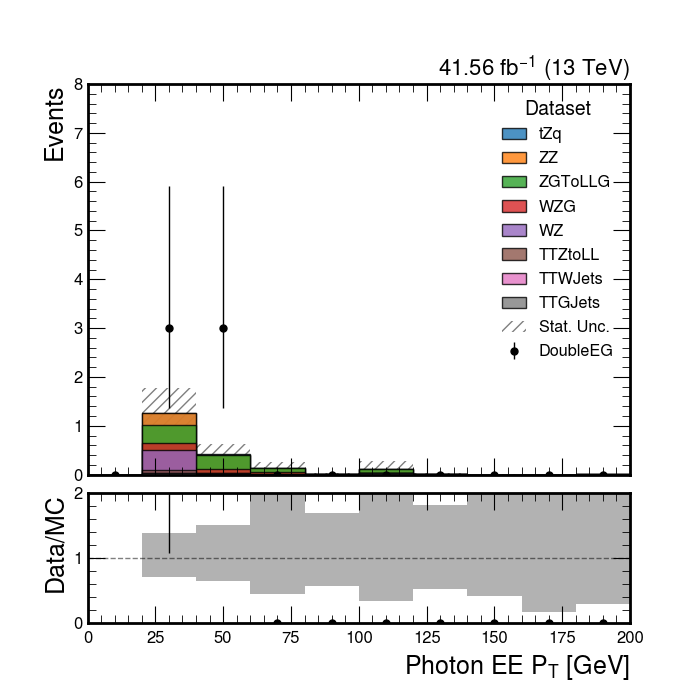 41.56 fb⁻¹ (13 TeV)
Events
8
7
6
5
4
3
2
1
0
Dataset
tZq
ZZ
ZGToLLG
WZG
WZ
TTZtoLL
TTWJets
TTGJets
Stat. Unc.
DoubleEG
Data/MC
2
1
0
0 25 50 75 100 125 150 175 200
Photon EE P_T [GeV]